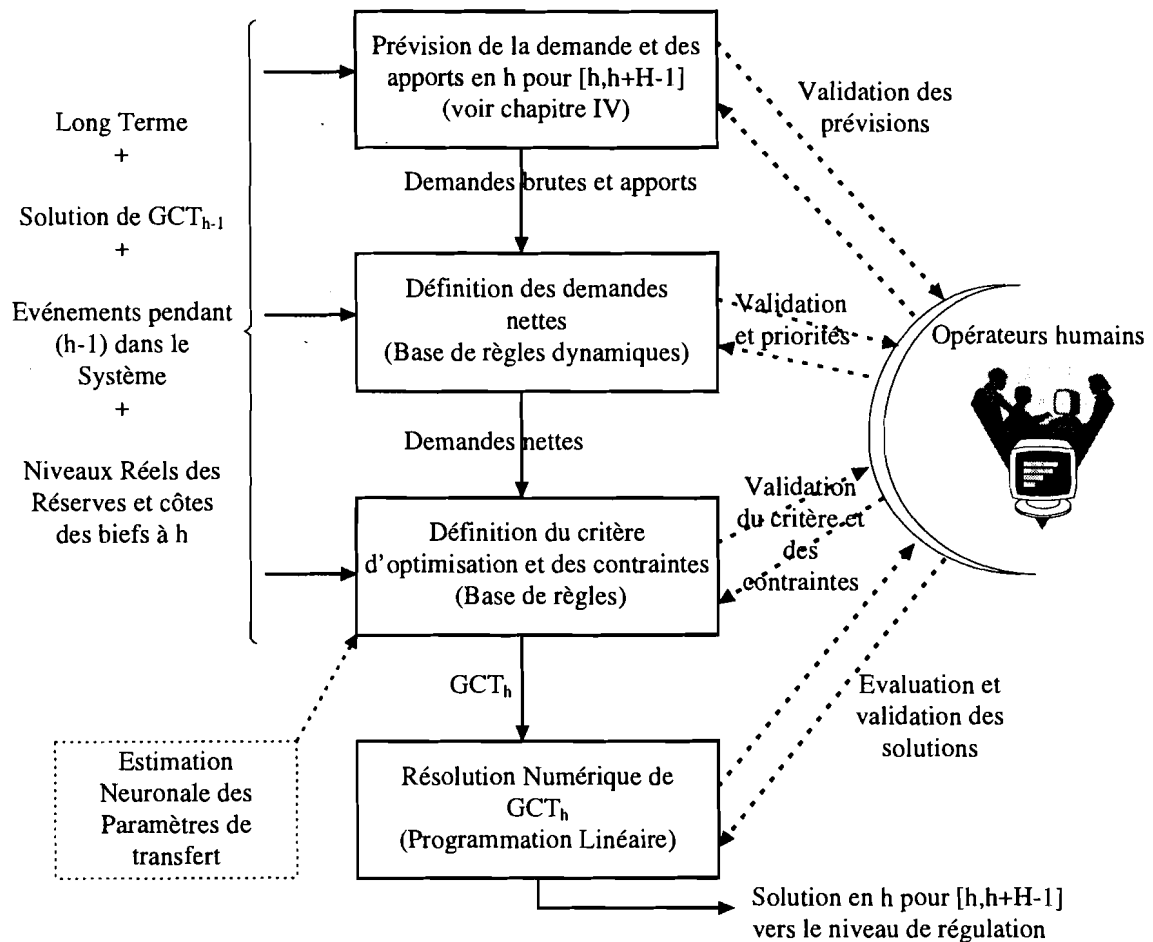 Prévision de la demande et des
apports en h pour [h,h+H-1]
(voir chapitre IV)
Validation des
prévisions
Long Terme
+
Solution de GCTh-1
+
Evénements pendant
(h-1) dans le
Système
+
Niveaux Réels des
Réserves et côtes
des biefs à h
Demandes brutes et apports
Définition des demandes
nettes
(Base de règles dynamiques)
Validation
et priorités
Opérateurs humains
Demandes nettes
Définition du critère
d'optimisation et des contraintes
(Base de règles)
Validation
du critère et
des
contraintes
GCTh
Evaluation et
validation des
solutions
Estimation
Neuronale des
Paramètres de
transfert
Résolution Numérique de
GCTh
(Programmation Linéaire)
Solution en h pour [h,h+H-1]
vers le niveau de régulation